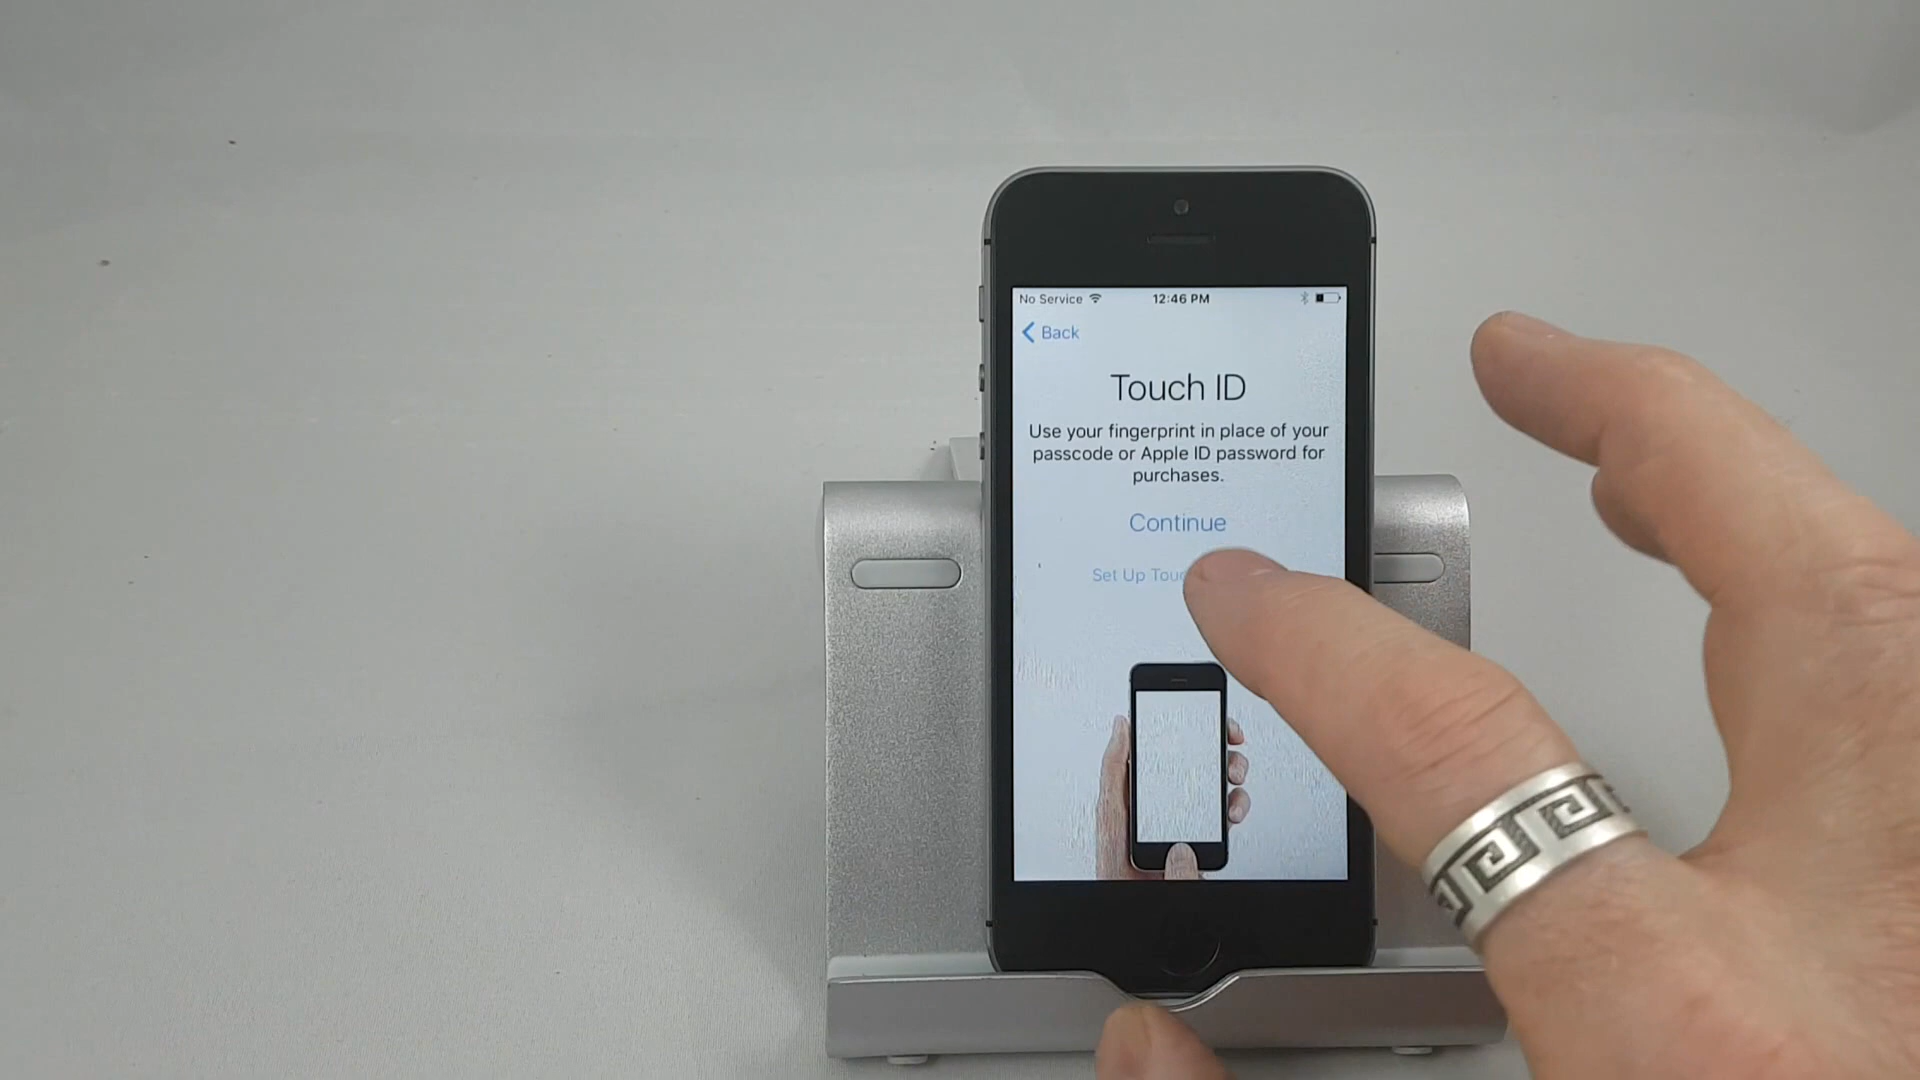 No Service
12:46 PM
Back
Touch ID
Use your fingerprint in place of your
passcode or Apple ID password for
purchases.
Continue
Set Up